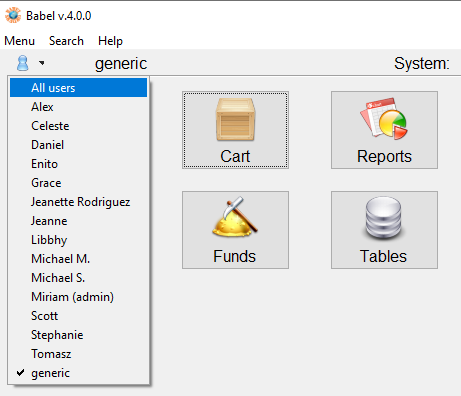 Babel v.4.0.0
Menu Search Help
generic System:
All users
Alex
Celeste
Daniel
Enito
Grace
Jeanette Rodriguez
Jeanne
Libbhy
Michael M.
Michael S.
Miriam (admin)
Scott
Stephanie
Tomasz
generic
Cart
Reports
Funds
Tables